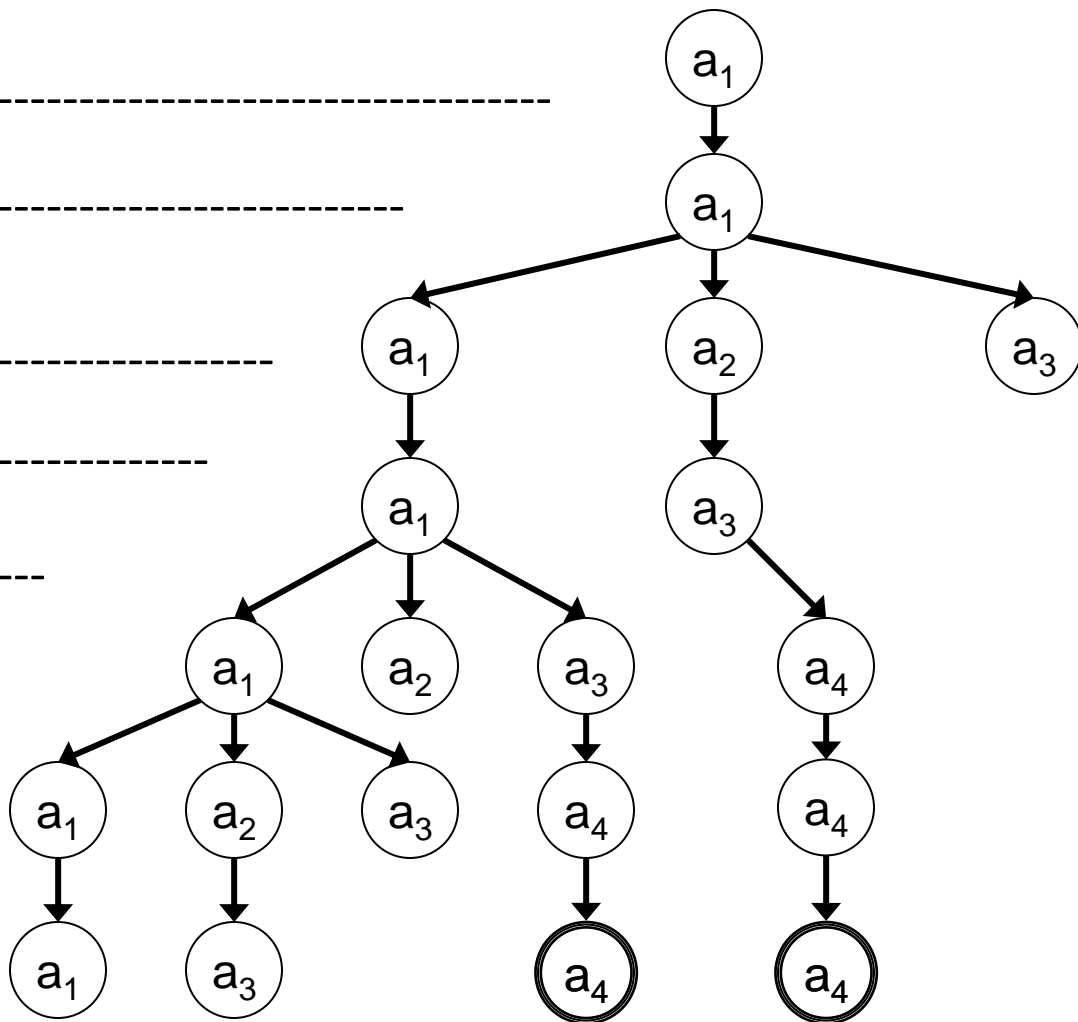 a₁
a₁
a₁ a₂ a₃
a₁ a₃
a₁ a₂ a₃ a₄
a₁ a₂ a₃ a₄ a₄
a₁ a₃ a₄ a₄